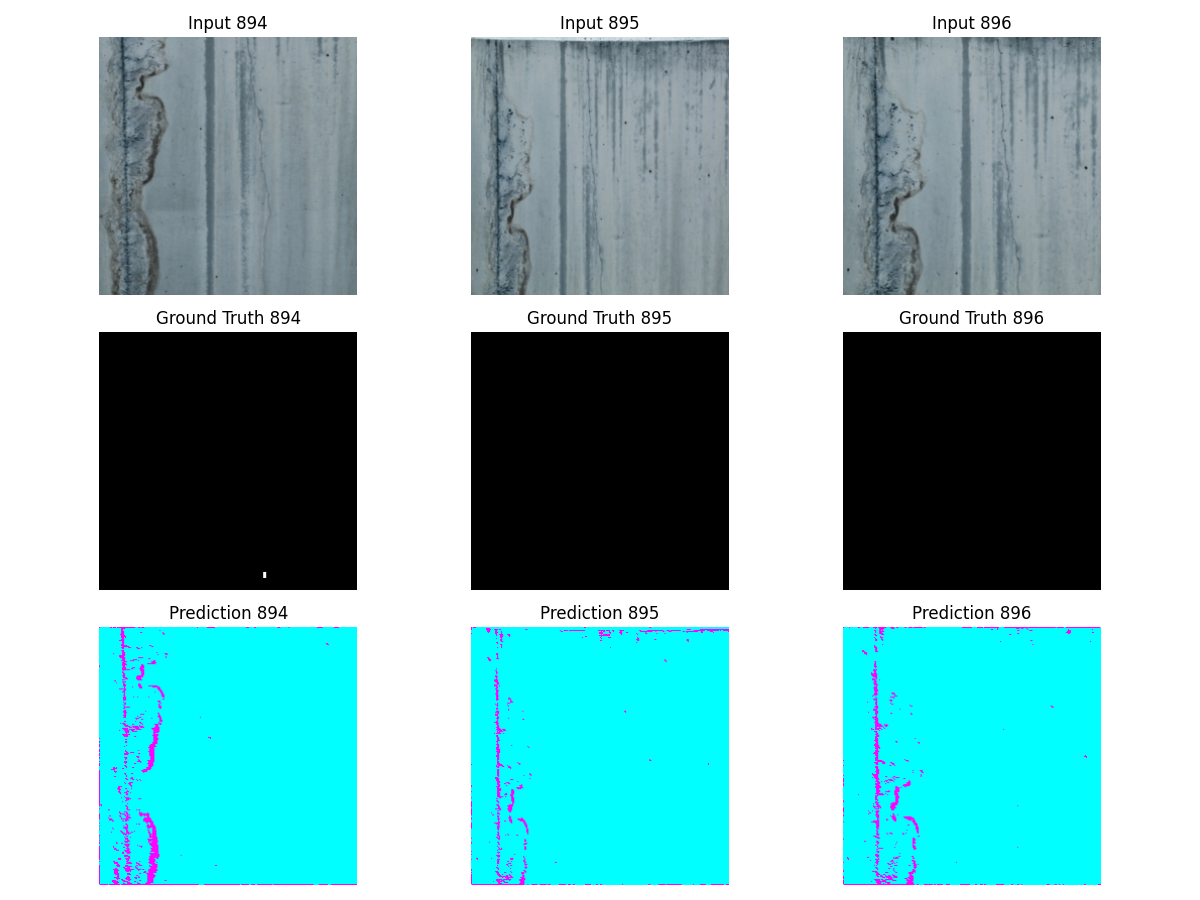 Input 894
Input 895
Input 896
Ground Truth 894
Ground Truth 895
Ground Truth 896
Prediction 894
Prediction 895
Prediction 896